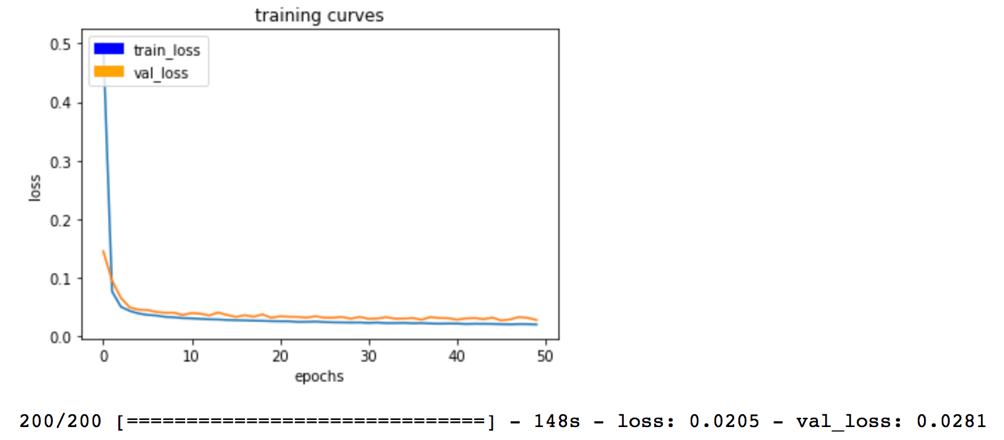 training curves
train_loss
val_loss
0.5
0.4
0.3
0.2
0.1
0.0
loss
0 10 20 30 40 50
epochs
200/200 [==============================] - 148s - loss: 0.0205 - val_loss: 0.0281